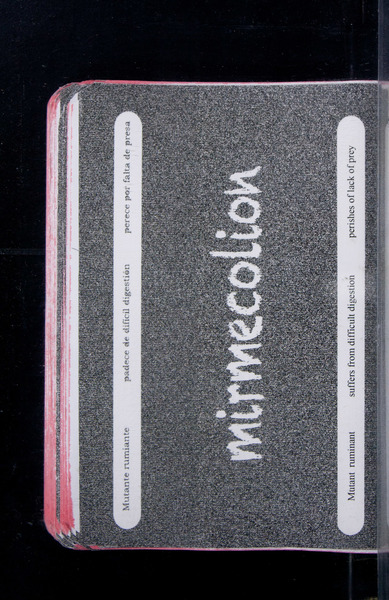 Mutante rumiante padece de difícil digestión perece por falta de presa
mirmecolion
Mutant ruminant suffers from difficult digestion perishes of lack of prey